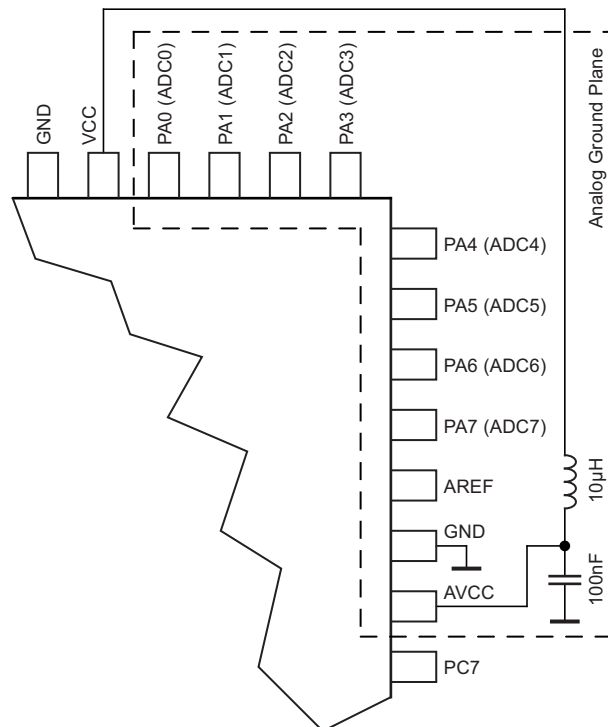 GND
VCC
PA0 (ADC0)
PA1 (ADC1)
PA2 (ADC2)
PA3 (ADC3)
Analog Ground Plane
PA4 (ADC4)
PA5 (ADC5)
PA6 (ADC6)
PA7 (ADC7)
AREF
10μH
GND
AVCC
100nF
PC7